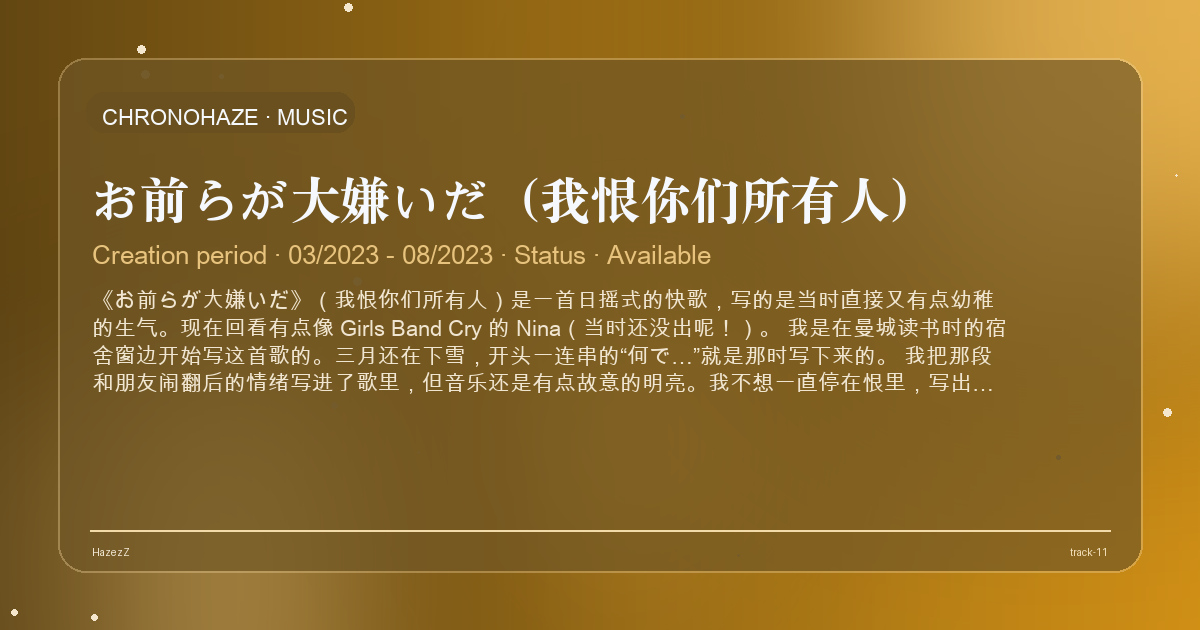 CHRONOHAZE · MUSIC
お前らが大嫌いだ（我恨你们所有人）
Creation period · 03/2023 - 08/2023 · Status · Available
《お前らが大嫌いだ》（我恨你们所有人）是一首日摇式的快歌，写的是当时直接又有点幼稚
的生气。现在回看有点像 Girls Band Cry 的 Nina（当时还没出呢！）。 我是在曼城读书时的宿
舍窗边开始写这首歌的。三月还在下雪，开头一连串的“何で…”就是那时写下来的。 我把那段
和朋友闹翻后的情绪写进了歌里，但音乐还是有点故意的明亮。我不想一直停在恨里，写出…
HazezZ
track-11